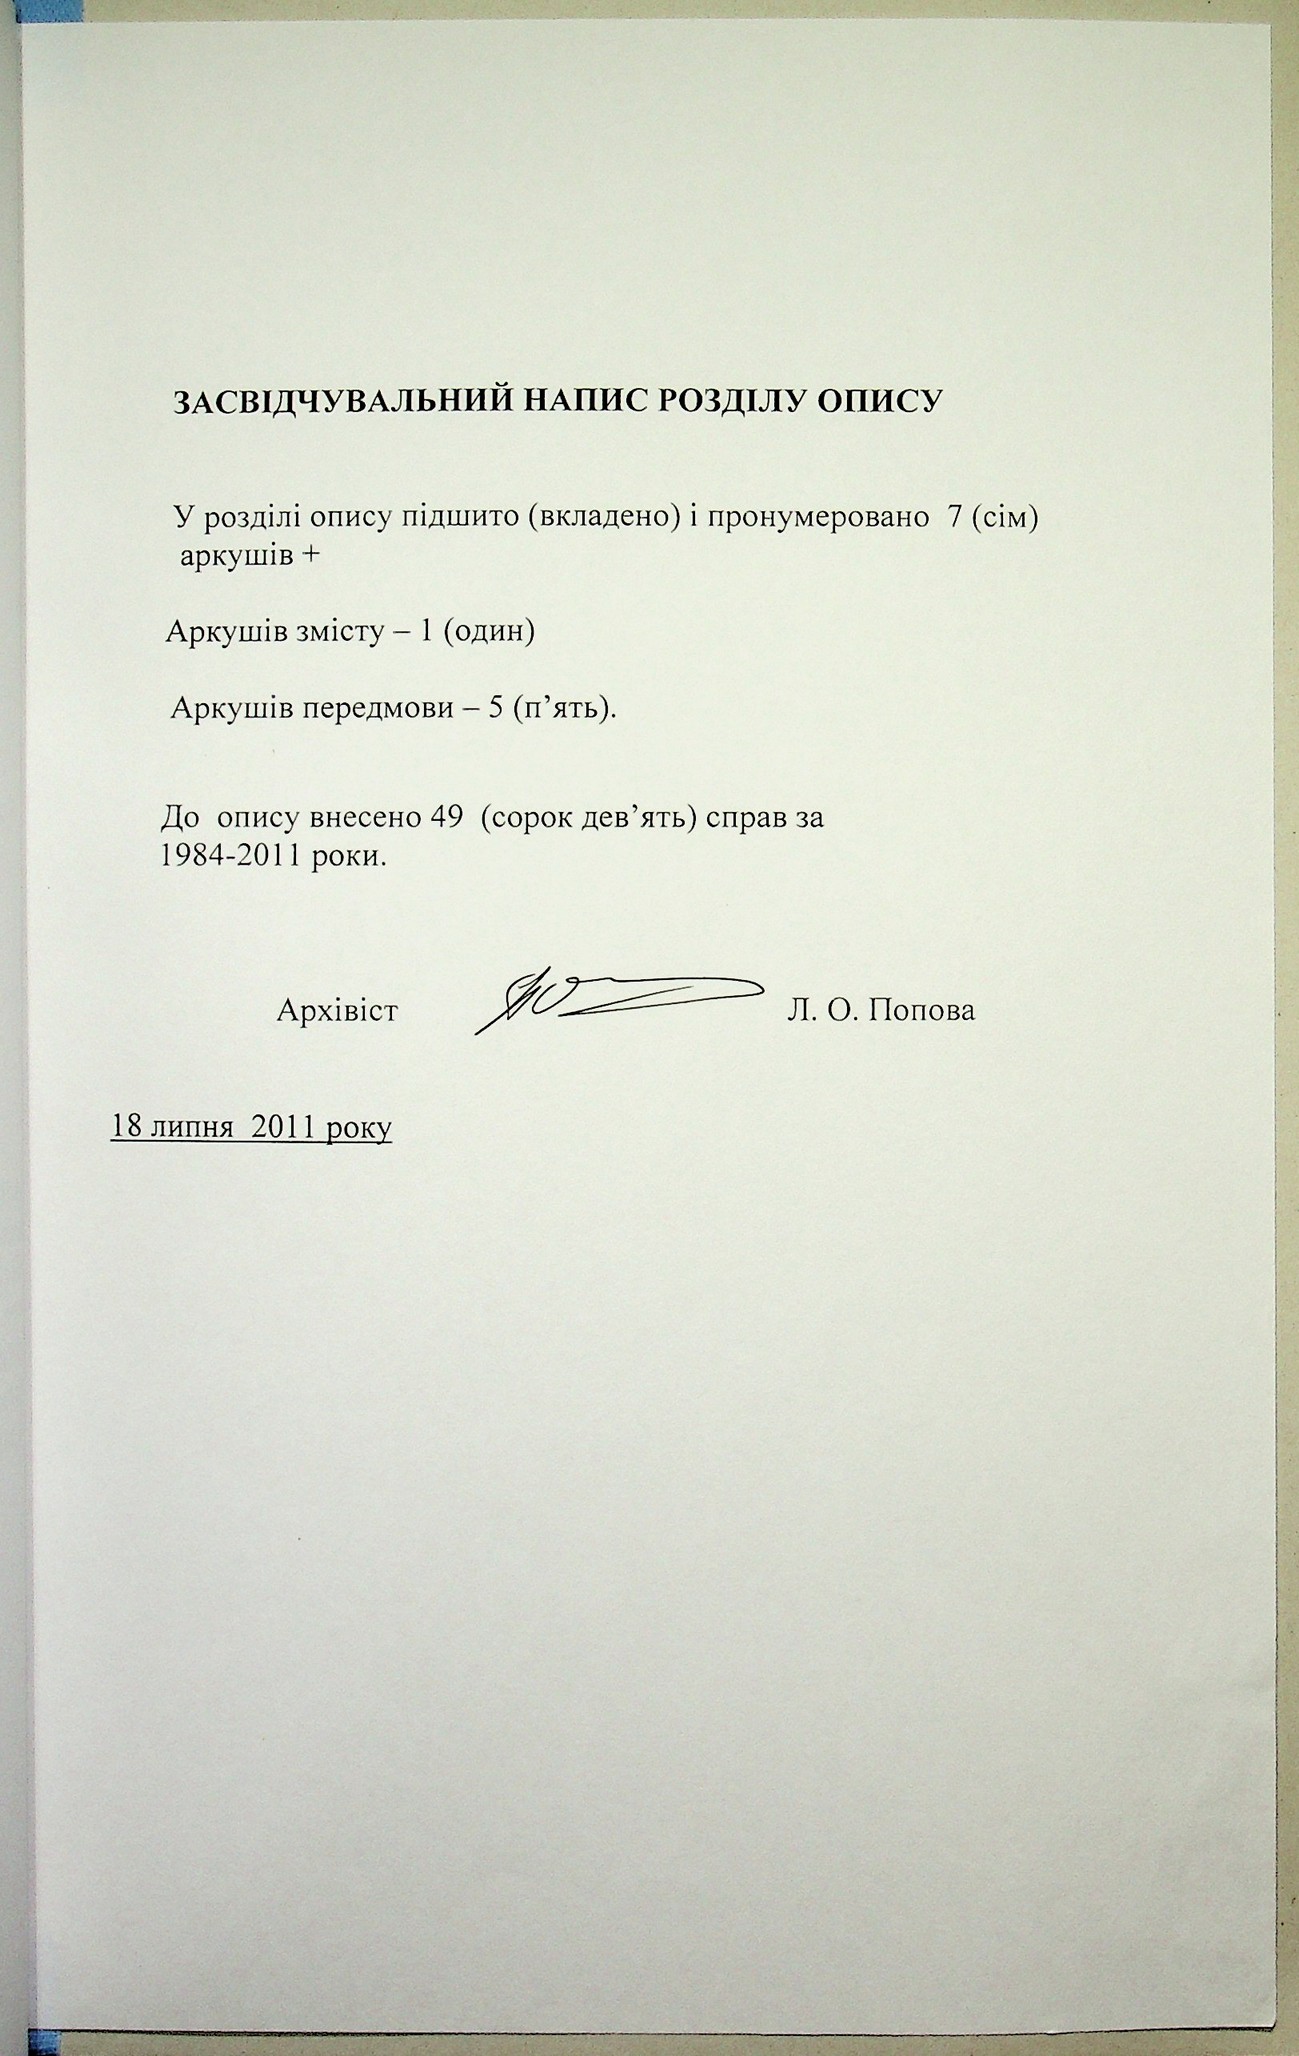 ЗАСВІДЧУВАЛЬНИЙ НАПИС РОЗДІЛУ ОПИСУ
У розділі опису підшито (вкладено) і пронумеровано 7 (сім)
аркушів +
Аркушів змісту – 1 (один)
Аркушів передмови – 5 (п’ять).
До опису внесено 49 (сорок дев’ять) справ за
1984-2011 роки.
Архівіст Л. О. Попова
18 липня 2011 року